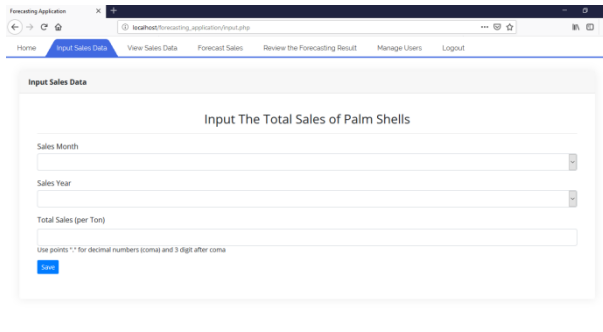 Forecasting Application
localhost/forecasting_application/input.php
Home Input Sales Data View Sales Data Forecast Sales Review the Forecasting Result Manage Users Logout
Input Sales Data
Input The Total Sales of Palm Shells
Sales Month
Sales Year
Total Sales (per Ton)
Use points "." for decimal numbers (coma) and 3 digit after coma
Save